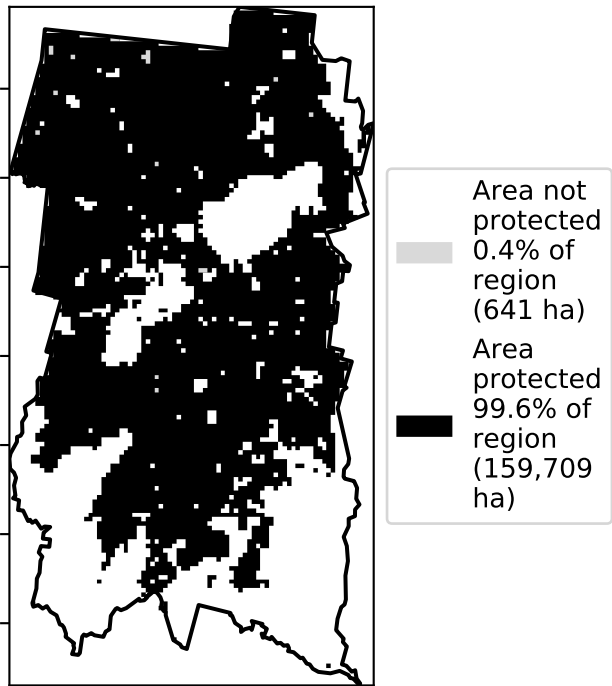 Area not
protected
0.4% of
region
(641 ha)
Area
protected
99.6% of
region
(159,709
ha)